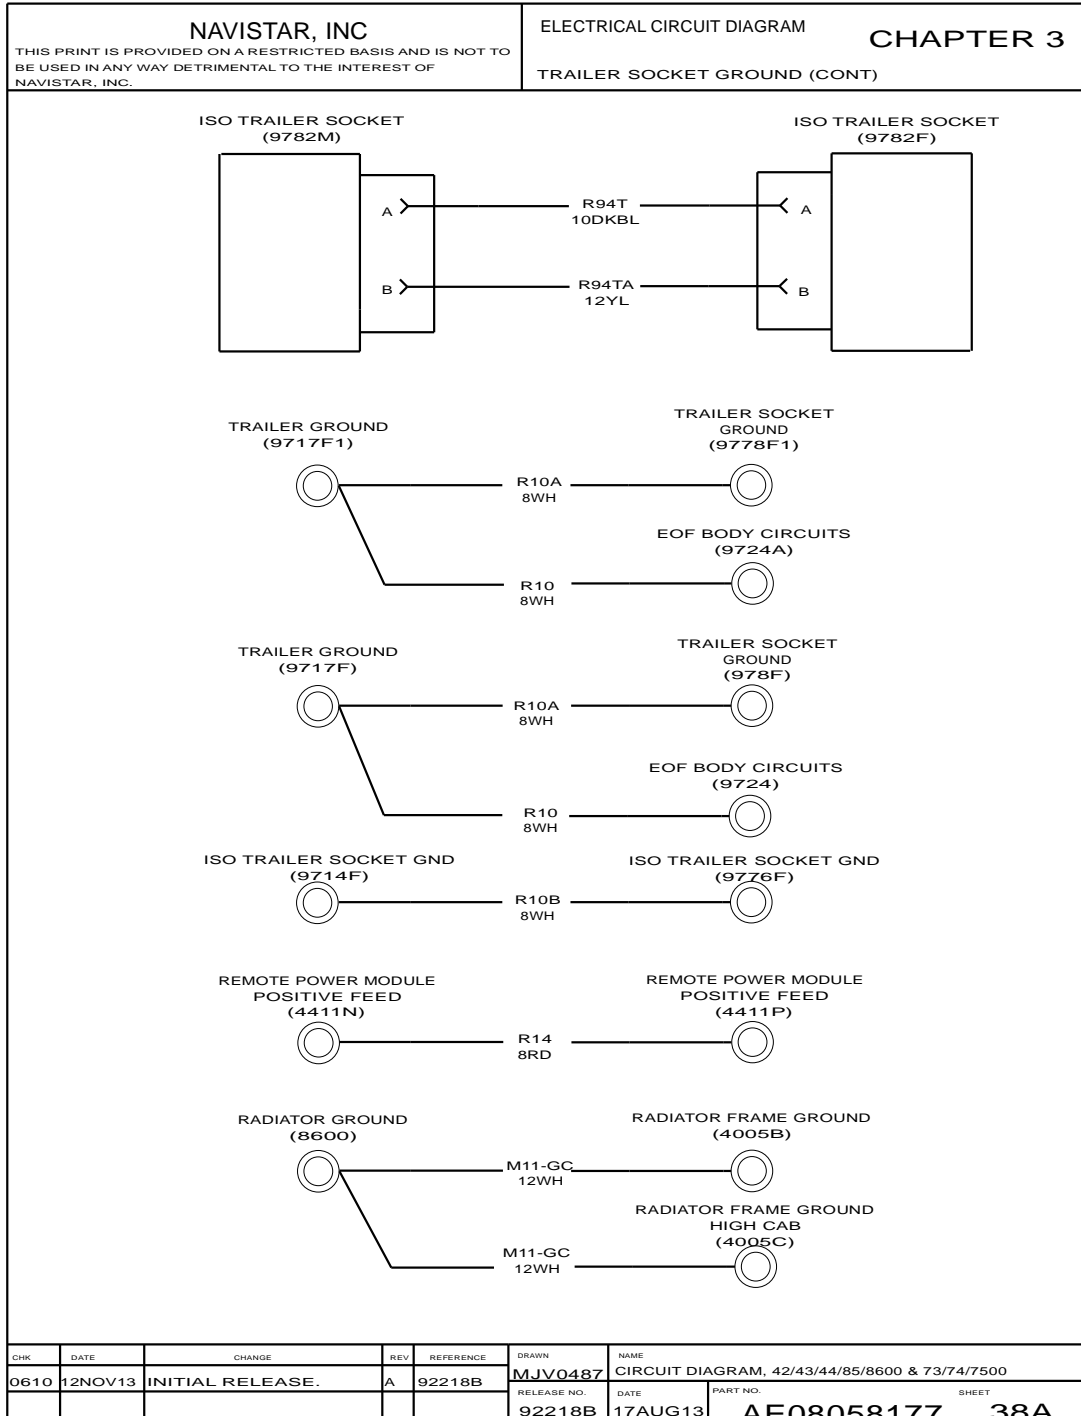 NAVISTAR, INC
THIS PRINT IS PROVIDED ON A RESTRICTED BASIS AND IS NOT TO
BE USED IN ANY WAY DETRIMENTAL TO THE INTEREST OF
NAVISTAR, INC.
ELECTRICAL CIRCUIT DIAGRAM
CHAPTER 3
TRAILER SOCKET GROUND (CONT)
ISO TRAILER SOCKET
(9782M)
ISO TRAILER SOCKET
(9782F)
A
R94T
10DKBL
A
B
R94TA
12YL
B
TRAILER GROUND
(9717F1)
TRAILER SOCKET
GROUND
(9778F1)
R10A
8WH
EOF BODY CIRCUITS
(9724A)
R10
8WH
TRAILER GROUND
(9717F)
TRAILER SOCKET
GROUND
(978F)
R10A
8WH
EOF BODY CIRCUITS
(9724)
R10
8WH
ISO TRAILER SOCKET GND
(9714F)
ISO TRAILER SOCKET GND
(9776F)
R10B
8WH
REMOTE POWER MODULE
POSITIVE FEED
(4411N)
REMOTE POWER MODULE
POSITIVE FEED
(4411P)
R14
8RD
RADIATOR GROUND
(8600)
RADIATOR FRAME GROUND
(4005B)
M11-GC
12WH
RADIATOR FRAME GROUND
HIGH CAB
(4005C)
M11-GC
12WH
CHK DATE CHANGE REV REFERENCE
0610 12NOV13 INITIAL RELEASE. A 92218B
DRAWN
MJV0487
NAME
CIRCUIT DIAGRAM, 42/43/44/85/8600 & 73/74/7500
RELEASE NO.
92218B
DATE
17AUG13
PART NO.
AE08058177
SHEET
38A